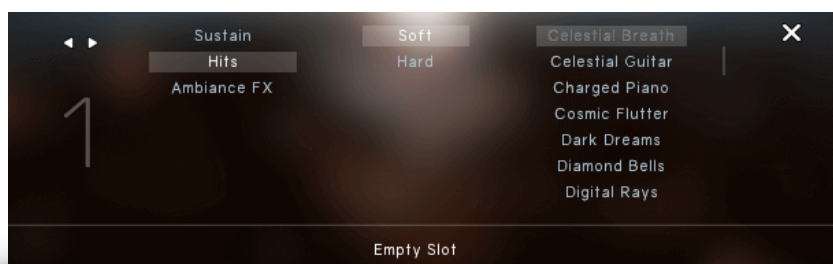 Sustain Soft Celestial Breath
Hits Hard Celestial Guitar
Ambiance FX Charged Piano
1 Cosmic Flutter
Dark Dreams
Diamond Bells
Digital Rays
Empty Slot